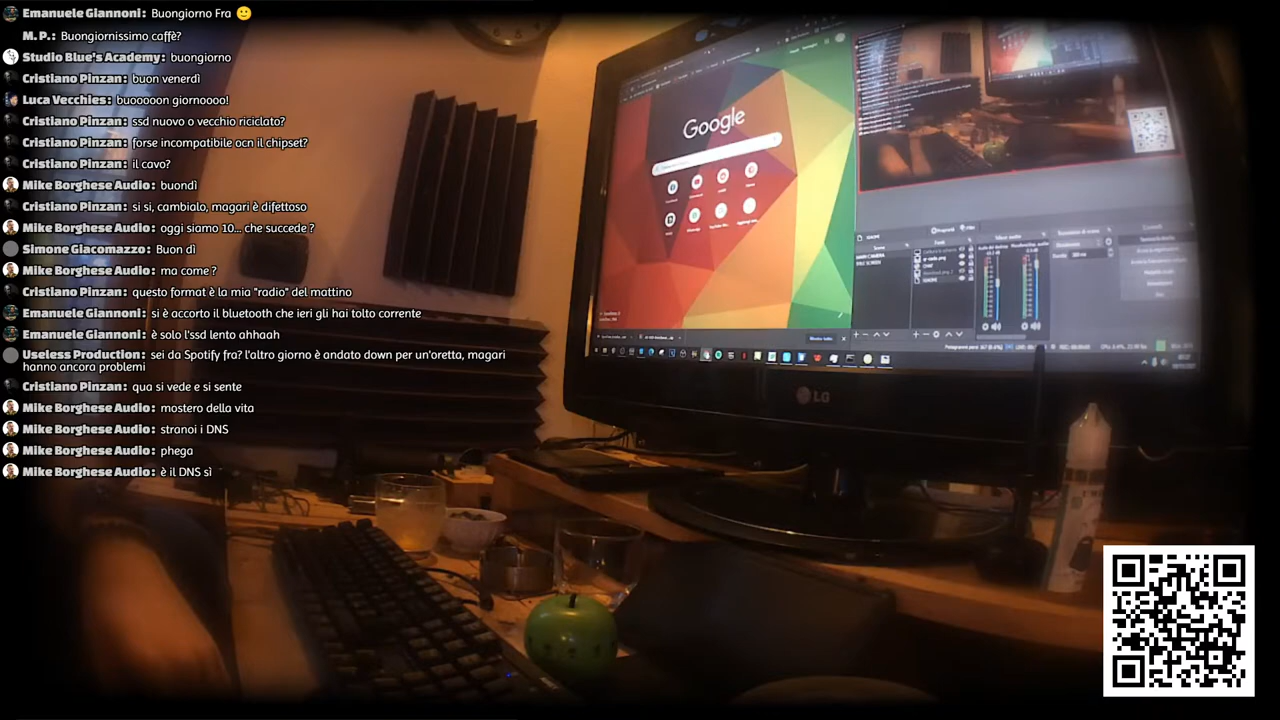 Emanuele Giannoni: Buongiorno Fra 🙂
M. P.: Buongiornissimo caffè?
Studio Blue's Academy: buongiorno
Cristiano Pinzan: buon venerdì
Luca Vecchies: buooooon giornoooo!
Cristiano Pinzan: ssd nuovo o vecchio riciclato?
Cristiano Pinzan: forse incompatibile ocn il chipset?
Cristiano Pinzan: il cavo?
Mike Borghese Audio: buondì
Cristiano Pinzan: si si, cambialo, magari è difettoso
Mike Borghese Audio: oggi siamo 10... che succede ?
Simone Giacomazzo: Buon dì
Mike Borghese Audio: ma come ?
Cristiano Pinzan: questo format è la mia "radio" del mattino
Emanuele Giannoni: si è accorto il bluetooth che ieri gli hai tolto corrente
Emanuele Giannoni: è solo l'ssd lento ahhaah
Useless Production: sei da Spotify fra? l'altro giorno è andato down per un'oretta, magari
hanno ancora problemi
Cristiano Pinzan: qua si vede e si sente
Mike Borghese Audio: mostero della vita
Mike Borghese Audio: stranoi i DNS
Mike Borghese Audio: phega
Mike Borghese Audio: è il DNS sì
Google
LG